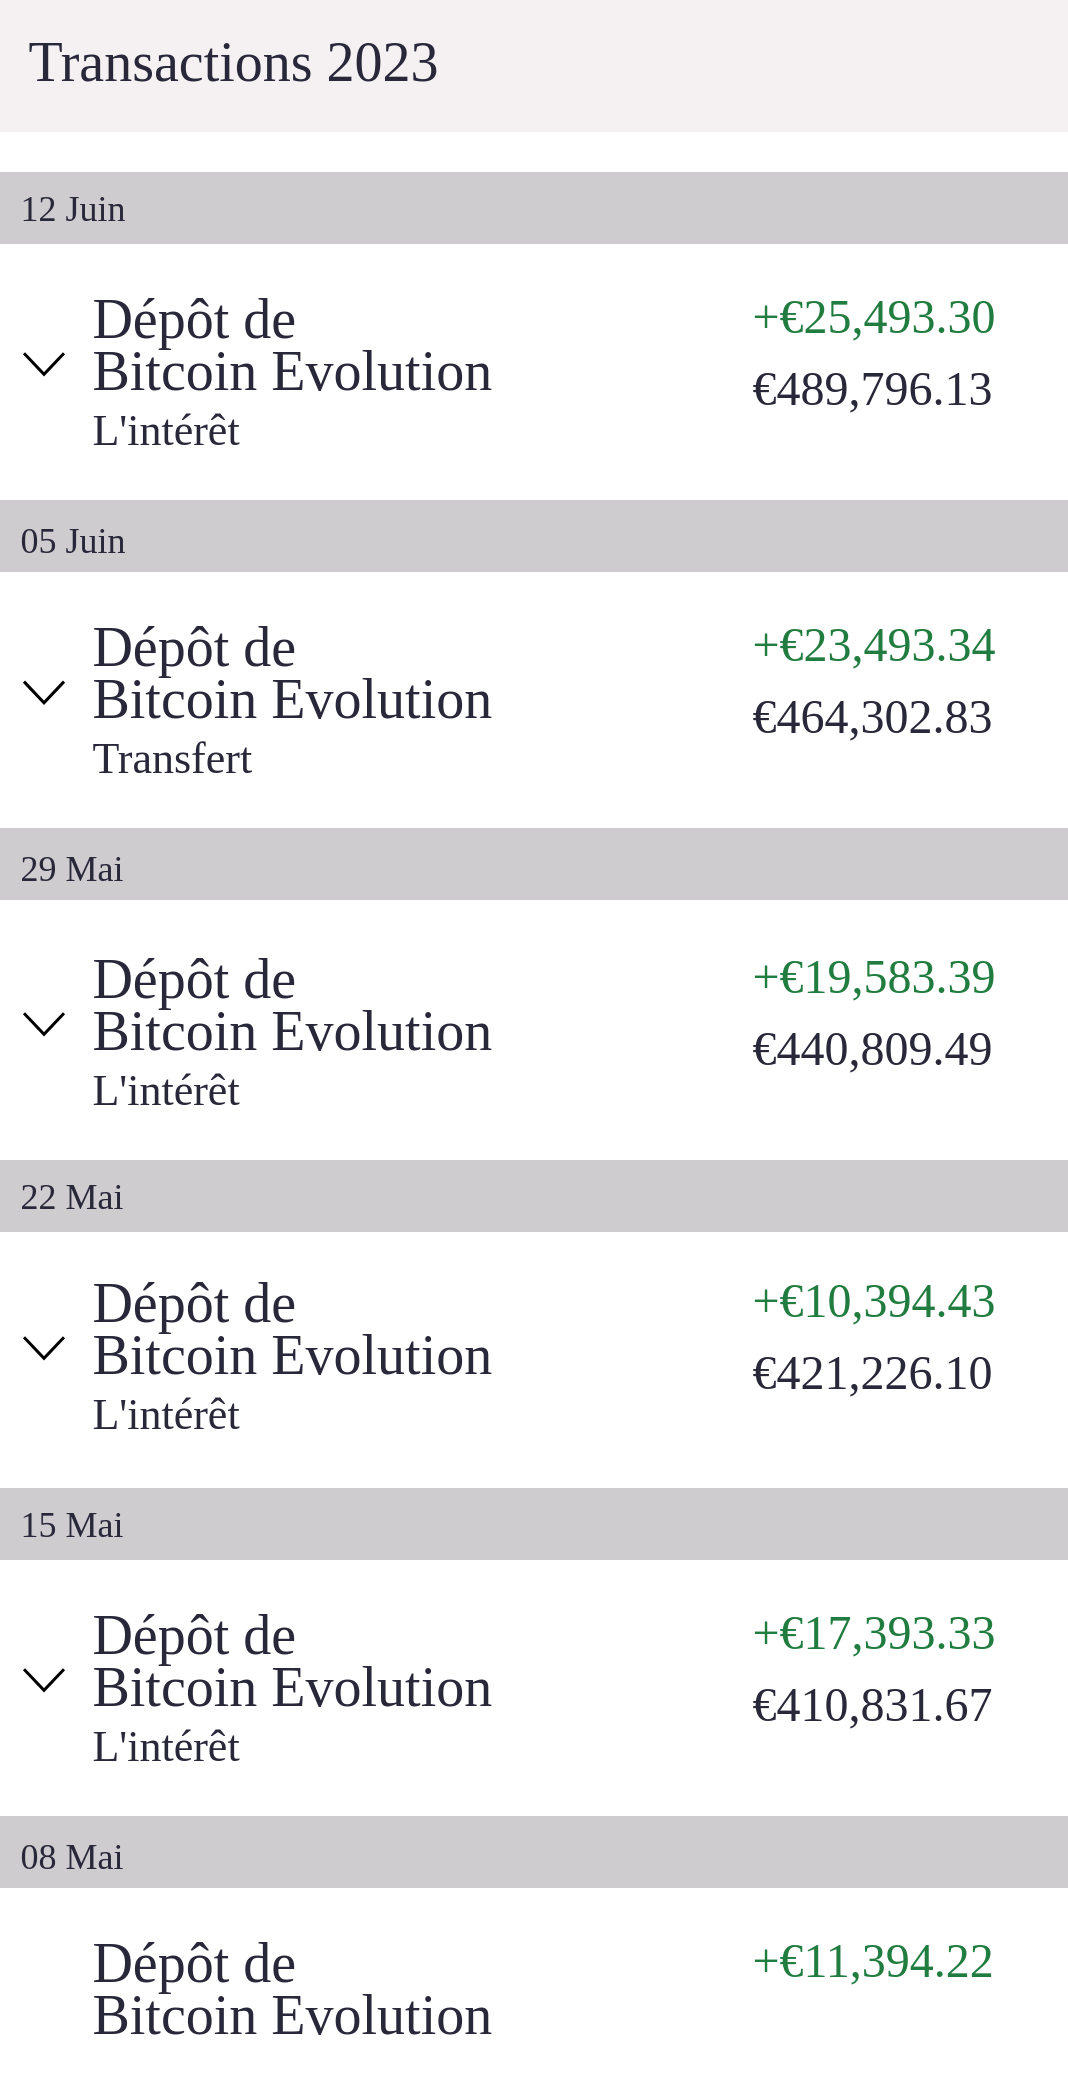 Transactions 2023
12 Juin
Dépôt de
Bitcoin Evolution
L'intérêt
+€25,493.30
€489,796.13
05 Juin
Dépôt de
Bitcoin Evolution
Transfert
+€23,493.34
€464,302.83
29 Mai
Dépôt de
Bitcoin Evolution
L'intérêt
+€19,583.39
€440,809.49
22 Mai
Dépôt de
Bitcoin Evolution
L'intérêt
+€10,394.43
€421,226.10
15 Mai
Dépôt de
Bitcoin Evolution
L'intérêt
+€17,393.33
€410,831.67
08 Mai
Dépôt de
Bitcoin Evolution
+€11,394.22